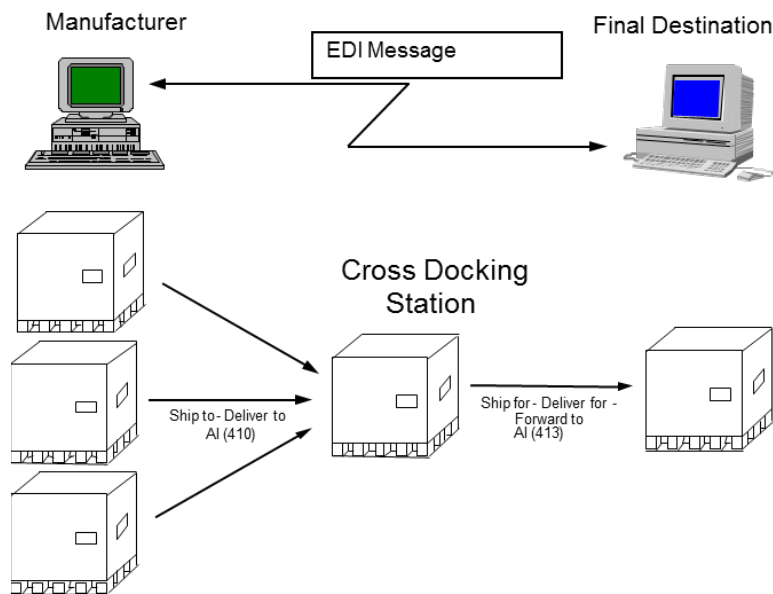 Manufacturer
EDI Message
Final Destination
Cross Docking
Station
Ship to - Deliver to
AI (410)
Ship for - Deliver for -
Forward to
AI (413)